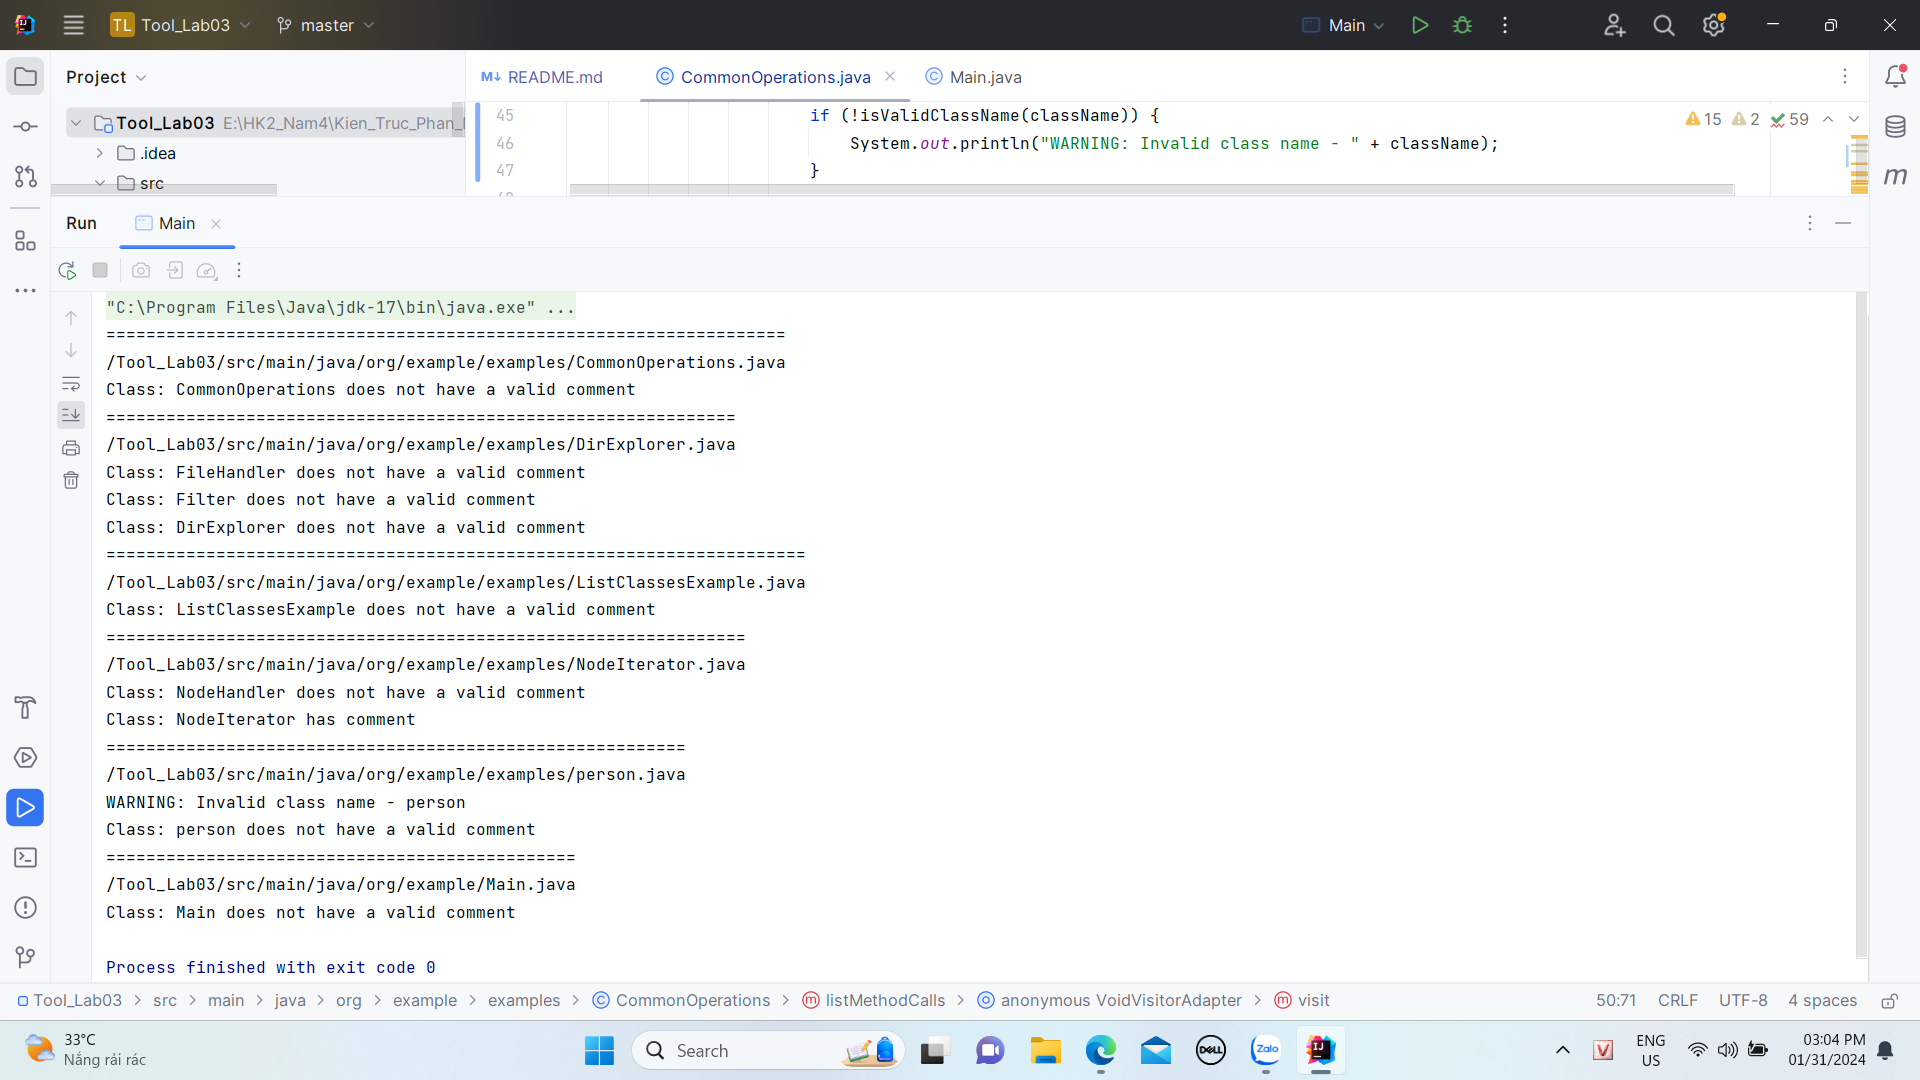 TL Tool_Lab03 master Main
Project
README.md CommonOperations.java Main.java
Tool_Lab03 E:\HK2_Nam4\Kien_Truc_Phan_
.idea
src
45 if (!isValidClassName(className)) {
46 System.out.println("WARNING: Invalid class name - " + className);
47 }
15 2 59
Run Main
"C:\Program Files\Java\jdk-17\bin\java.exe" ...
====================================================================
/Tool_Lab03/src/main/java/org/example/examples/CommonOperations.java
Class: CommonOperations does not have a valid comment
===============================================================
/Tool_Lab03/src/main/java/org/example/examples/DirExplorer.java
Class: FileHandler does not have a valid comment
Class: Filter does not have a valid comment
Class: DirExplorer does not have a valid comment
======================================================================
/Tool_Lab03/src/main/java/org/example/examples/ListClassesExample.java
Class: ListClassesExample does not have a valid comment
================================================================
/Tool_Lab03/src/main/java/org/example/examples/NodeIterator.java
Class: NodeHandler does not have a valid comment
Class: NodeIterator has comment
==========================================================
/Tool_Lab03/src/main/java/org/example/examples/person.java
WARNING: Invalid class name - person
Class: person does not have a valid comment
===============================================
/Tool_Lab03/src/main/java/org/example/Main.java
Class: Main does not have a valid comment
Process finished with exit code 0
Tool_Lab03 > src > main > java > org > example > examples > CommonOperations > listMethodCalls > anonymous VoidVisitorAdapter > visit
50:71 CRLF UTF-8 4 spaces
33°C
Nắng rải rác
Search
DELL
Zalo
ENG
US
03:04 PM
01/31/2024